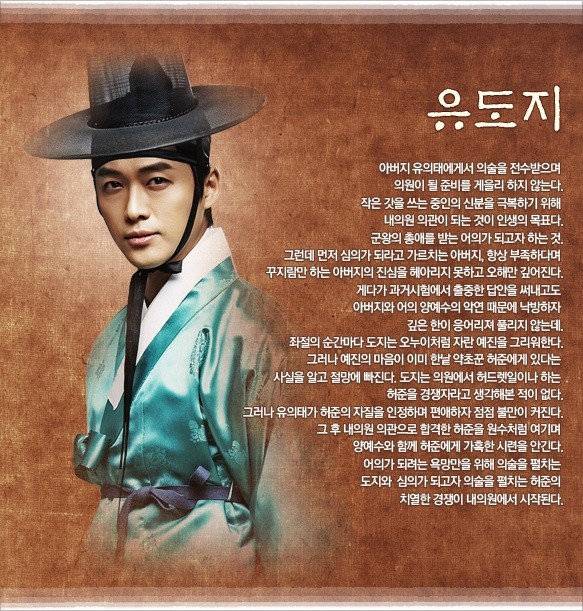 유도지
아버지 유의태에게서 의술을 전수받으며
의원이 될 준비를 게을리 하지 않는다.
작은 갓을 쓰는 중인의 신분을 극복하기 위해
내의원 의관이 되는 것이 인생의 목표다.
군왕의 총애를 받는 어의가 되고자 하는 것.
그런데 먼저 심의가 되라고 가르치는 아버지, 항상 부족하다며
꾸지람만 하는 아버지의 진심을 헤아리지 못하고 오해만 깊어진다.
게다가 과거시험에서 출중한 답안을 써내고도
아버지와 어의 양예수의 악연 때문에 낙방하자
깊은 한이 응어리져 풀리지 않는데.
좌절의 순간마다 도지는 오누이처럼 자란 예진을 그리워한다.
그러나 예진의 마음이 이미 한낱 약초꾼 허준에게 있다는
사실을 알고 절망에 빠진다. 도지는 의원에서 허드렛일이나 하는
허준을 경쟁자라고 생각해본 적이 없다.
그러나 유의태가 허준의 자질을 인정하며 편애하자 점점 불만이 커진다.
그 후 내의원 의관으로 합격한 허준을 원수처럼 여기며
양예수와 함께 허준에게 가혹한 시련을 안긴다.
어의가 되려는 욕망만을 위해 의술을 펼치는
도지와 심의가 되고자 의술을 펼치는 허준의
치열한 경쟁이 내의원에서 시작된다.